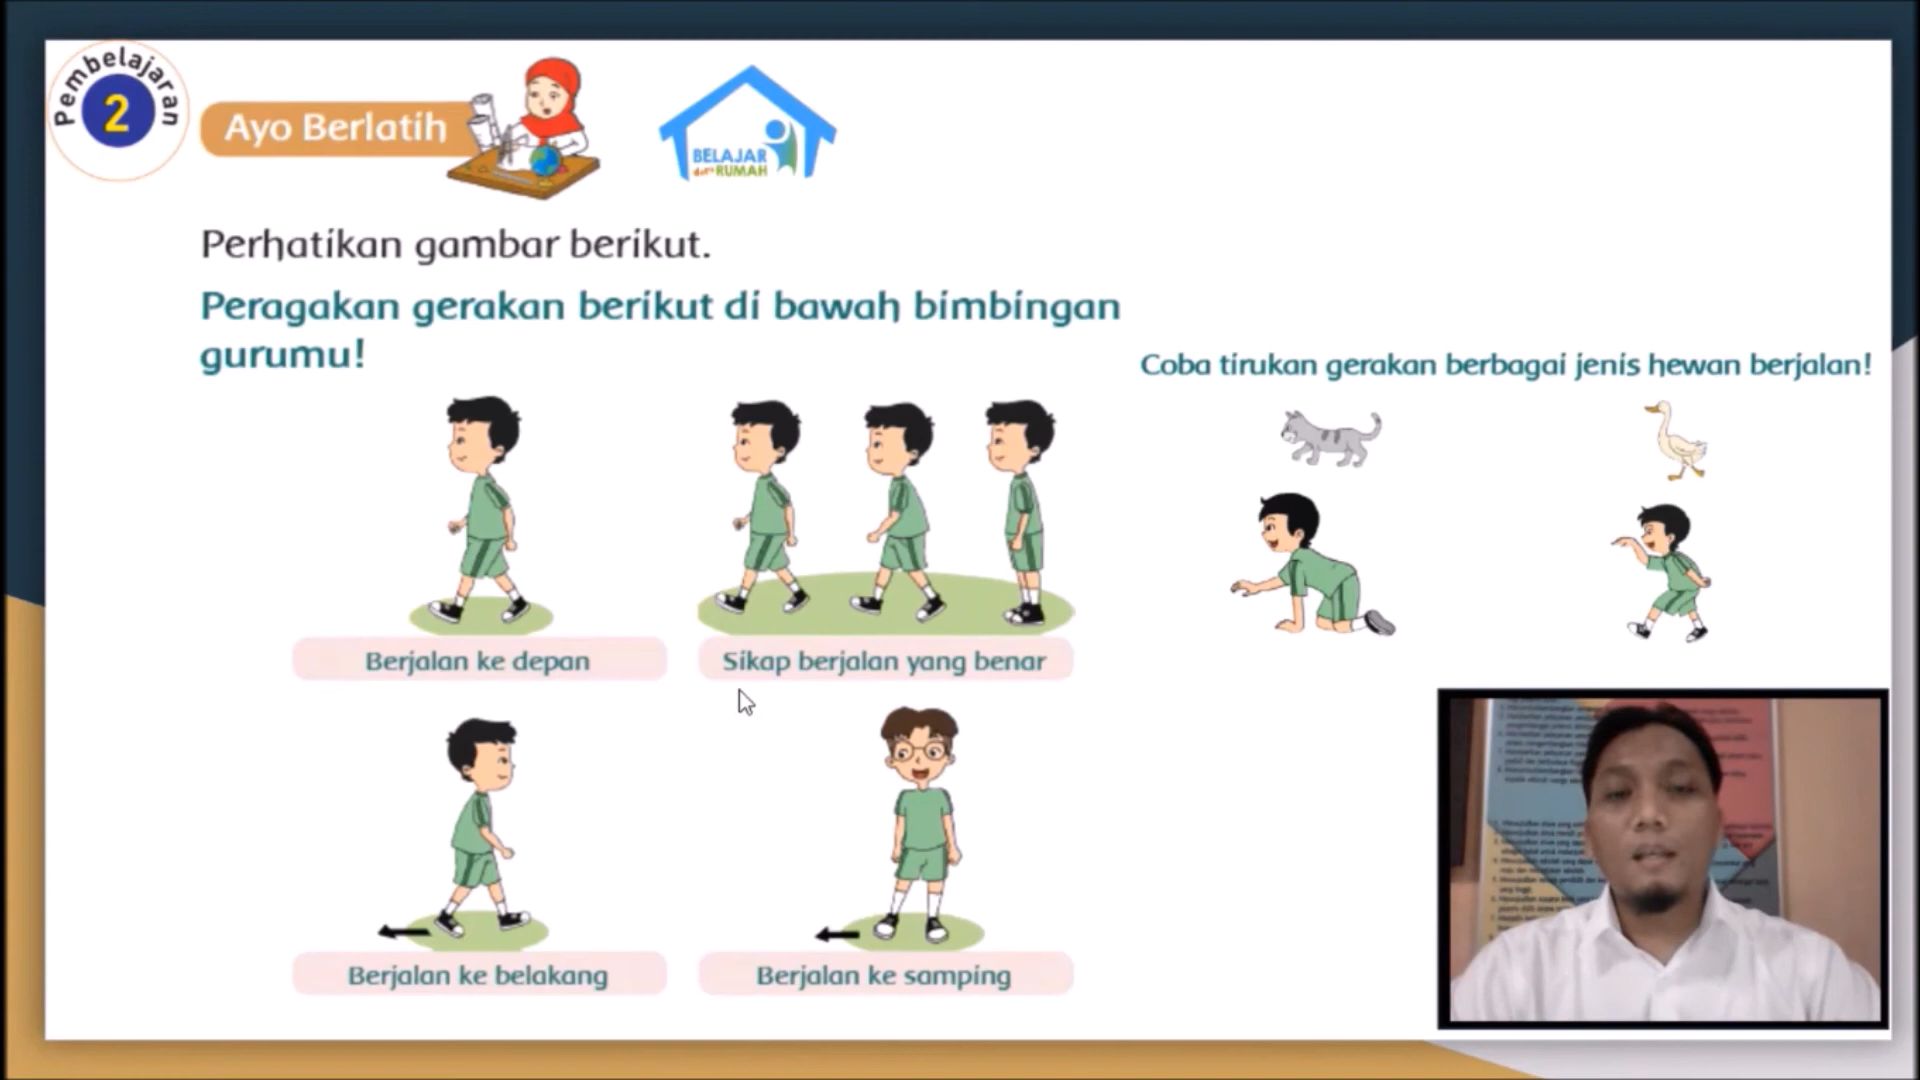 Pembelajaran
2
Ayo Berlatih
BELAJAR
dari RUMAH
Perhatikan gambar berikut.
Peragakan gerakan berikut di bawah bimbingan
gurumu!
Coba tirukan gerakan berbagai jenis hewan berjalan!
Berjalan ke depan
Sikap berjalan yang benar
Berjalan ke belakang
Berjalan ke samping